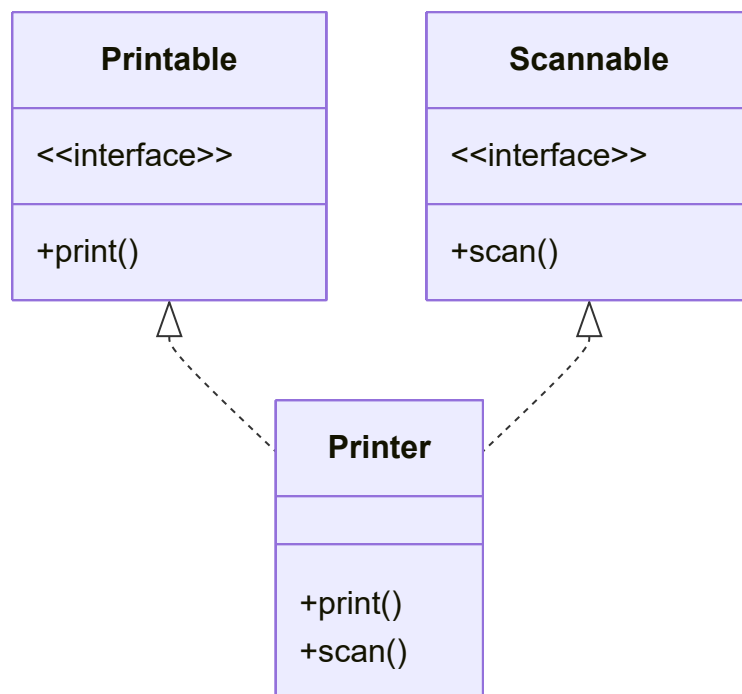 Printable
<<interface>>
+print()
Scannable
<<interface>>
+scan()
Printer
+print()
+scan()